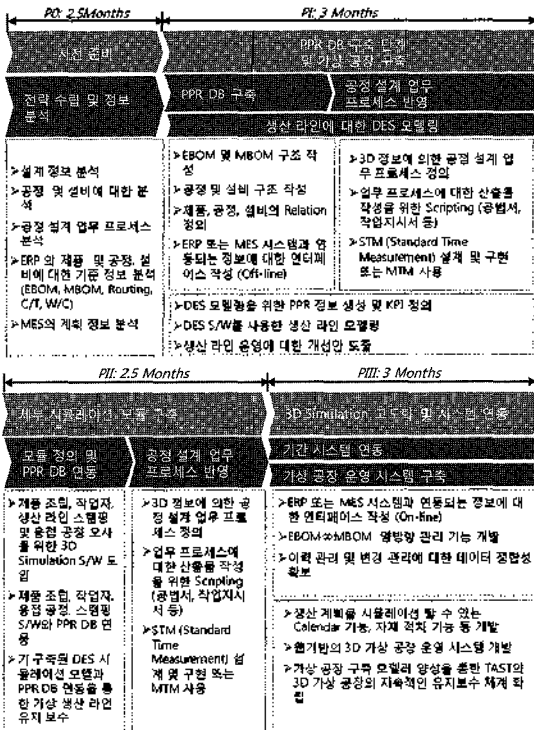 P0: 2.5Months
PI: 3 Months
사전 준비
PPR DB 구축 단계
및 가상 공장 구축
전략 수립 및 정보
분석
PPR DB 구축
공정 설계 업무
프로세스 반영
생산 라인에 대한 DES 모델링
➢설계 정보 분석
➢공정 및 설비에 대한 분
석
➢공정 설계 업무 프로세스
분석
➢ERP 의 제품 및 공정, 설
비에 대한 기준 정보 분석
(EBOM, MBOM, Routing,
C/T, W/C)
➢MES의 계획 정보 분석
➢EBOM 및 MBOM 구조 작
성
➢공정 및 설비 구조 작성
➢제품, 공정, 설비의 Relation
정의
➢ERP 또는 MES 시스템과 연
동되는 정보에 대한 인터페
이스 작성 (Off-line)
➢3D 정보에 의한 공정 설계 업
무 프로세스 정의
➢업무 프로세스에 대한 산출물
작성을 위한 Scripting (공법서,
작업지시서 등)
➢STM (Standard Time
Measurement) 설계 및 구현
또는 MTM 사용
➢DES 모델링을 위한 PPR 정보 생성 및 KPI 정의
➢DES S/W를 사용한 생산 라인 모델링
➢생산 라인 운영에 대한 개선안 도출
PII: 2.5 Months
PIII: 3 Months
세부 시뮬레이션 모듈 구축
3D Simulation 고도화 및 시스템 연동
모듈 정의 및
PPR DB 연동
공정 설계 업무
프로세스 반영
기간 시스템 연동
가상 공장 운영 시스템 구축
➢제품 조립, 작업자,
생산 라인 스탬핑
및 용접 공정 묘사
를 위한 3D
Simulation S/W 도
입
➢제품 조립, 작업자,
용접 공정, 스탬핑
S/W와 PPR DB 연
동
➢기 구축된 DES 시
뮬레이션 모델과
PPR DB 연동을 통
한 가상 생산 라인
유지 보수
➢3D 정보에 의한 공
정 설계 업무 프로
세스 정의
➢업무 프로세스에
대한 산출물 작성
을 위한 Scripting
(공법서, 작업지시
서 등)
➢STM (Standard
Time
Measurement) 설
계 및 구현 또는
MTM 사용
➢ERP 또는 MES 시스템과 연동되는 정보에 대
한 인터페이스 작성 (On-line)
➢EBOM⇔MBOM 양방향 관리 기능 개발
➢이력 관리 및 변경 관리에 대한 데이터 정합성
확보
➢생산 계획을 시뮬레이션 할 수 있는
Calendar 기능, 자재 적치 기능 등 개발
➢웹기반의 3D 가상 공장 운영 시스템 개발
➢가상 공장 구축 모델러 양성을 통한 TAST와
3D 가상 공장의 지속적인 유지보수 체계 확
립